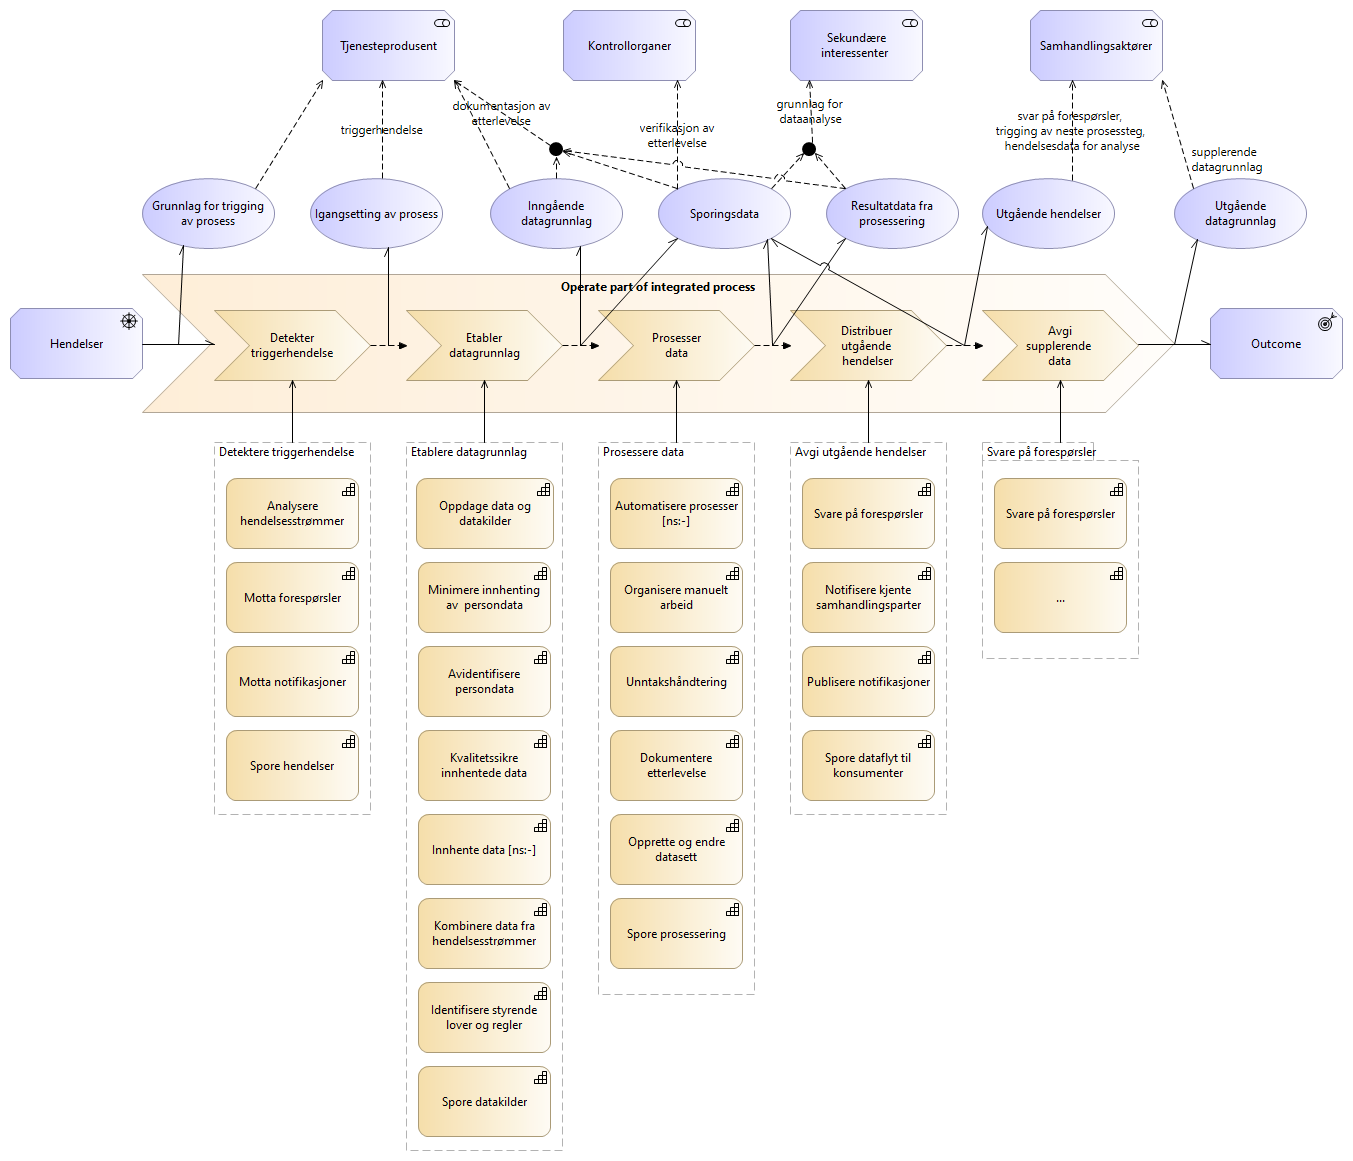 Tjenesteprodusent
Kontrollorganer
Sekundære
interessenter
Samhandlingsaktører
dokumentasjon av
etterlevelse
triggerhendelse
verifikasjon av
etterlevelse
grunnlag for
dataanalyse
svar på forespørsler,
trigging av neste prosessteg,
hendelsesdata for analyse
supplerende
datagrunnlag
Grunnlag for trigging
av prosess
Igangsetting av prosess
Inngående
datagrunnlag
Sporingsdata
Resultatdata fra
prosessering
Utgående hendelser
Utgående
datagrunnlag
Operate part of integrated process
Hendelser
Detekter
triggerhendelse
Etabler
datagrunnlag
Prosesser
data
Distribuer
utgående
hendelser
Avgi
supplerende
data
Outcome
Detektere triggerhendelse
Analysere
hendelsesstrømmer
Motta forespørsler
Motta notifikasjoner
Spore hendelser
Etablere datagrunnlag
Oppdage data og
datakilder
Minimere innhenting
av persondata
Avidentifisere
persondata
Kvalitetssikre
innhentede data
Innhente data [ns:-]
Kombinere data fra
hendelsesstrømmer
Identifisere styrende
lover og regler
Spore datakilder
Prosessere data
Automatisere prosesser
[ns:-]
Organisere manuelt
arbeid
Unntakshåndtering
Dokumentere
etterlevelse
Opprette og endre
datasett
Spore prosessering
Avgi utgående hendelser
Svare på forespørsler
Notifisere kjente
samhandlingsparter
Publisere notifikasjoner
Spore dataflyt til
konsumenter
Svare på forespørsler
Svare på forespørsler
...